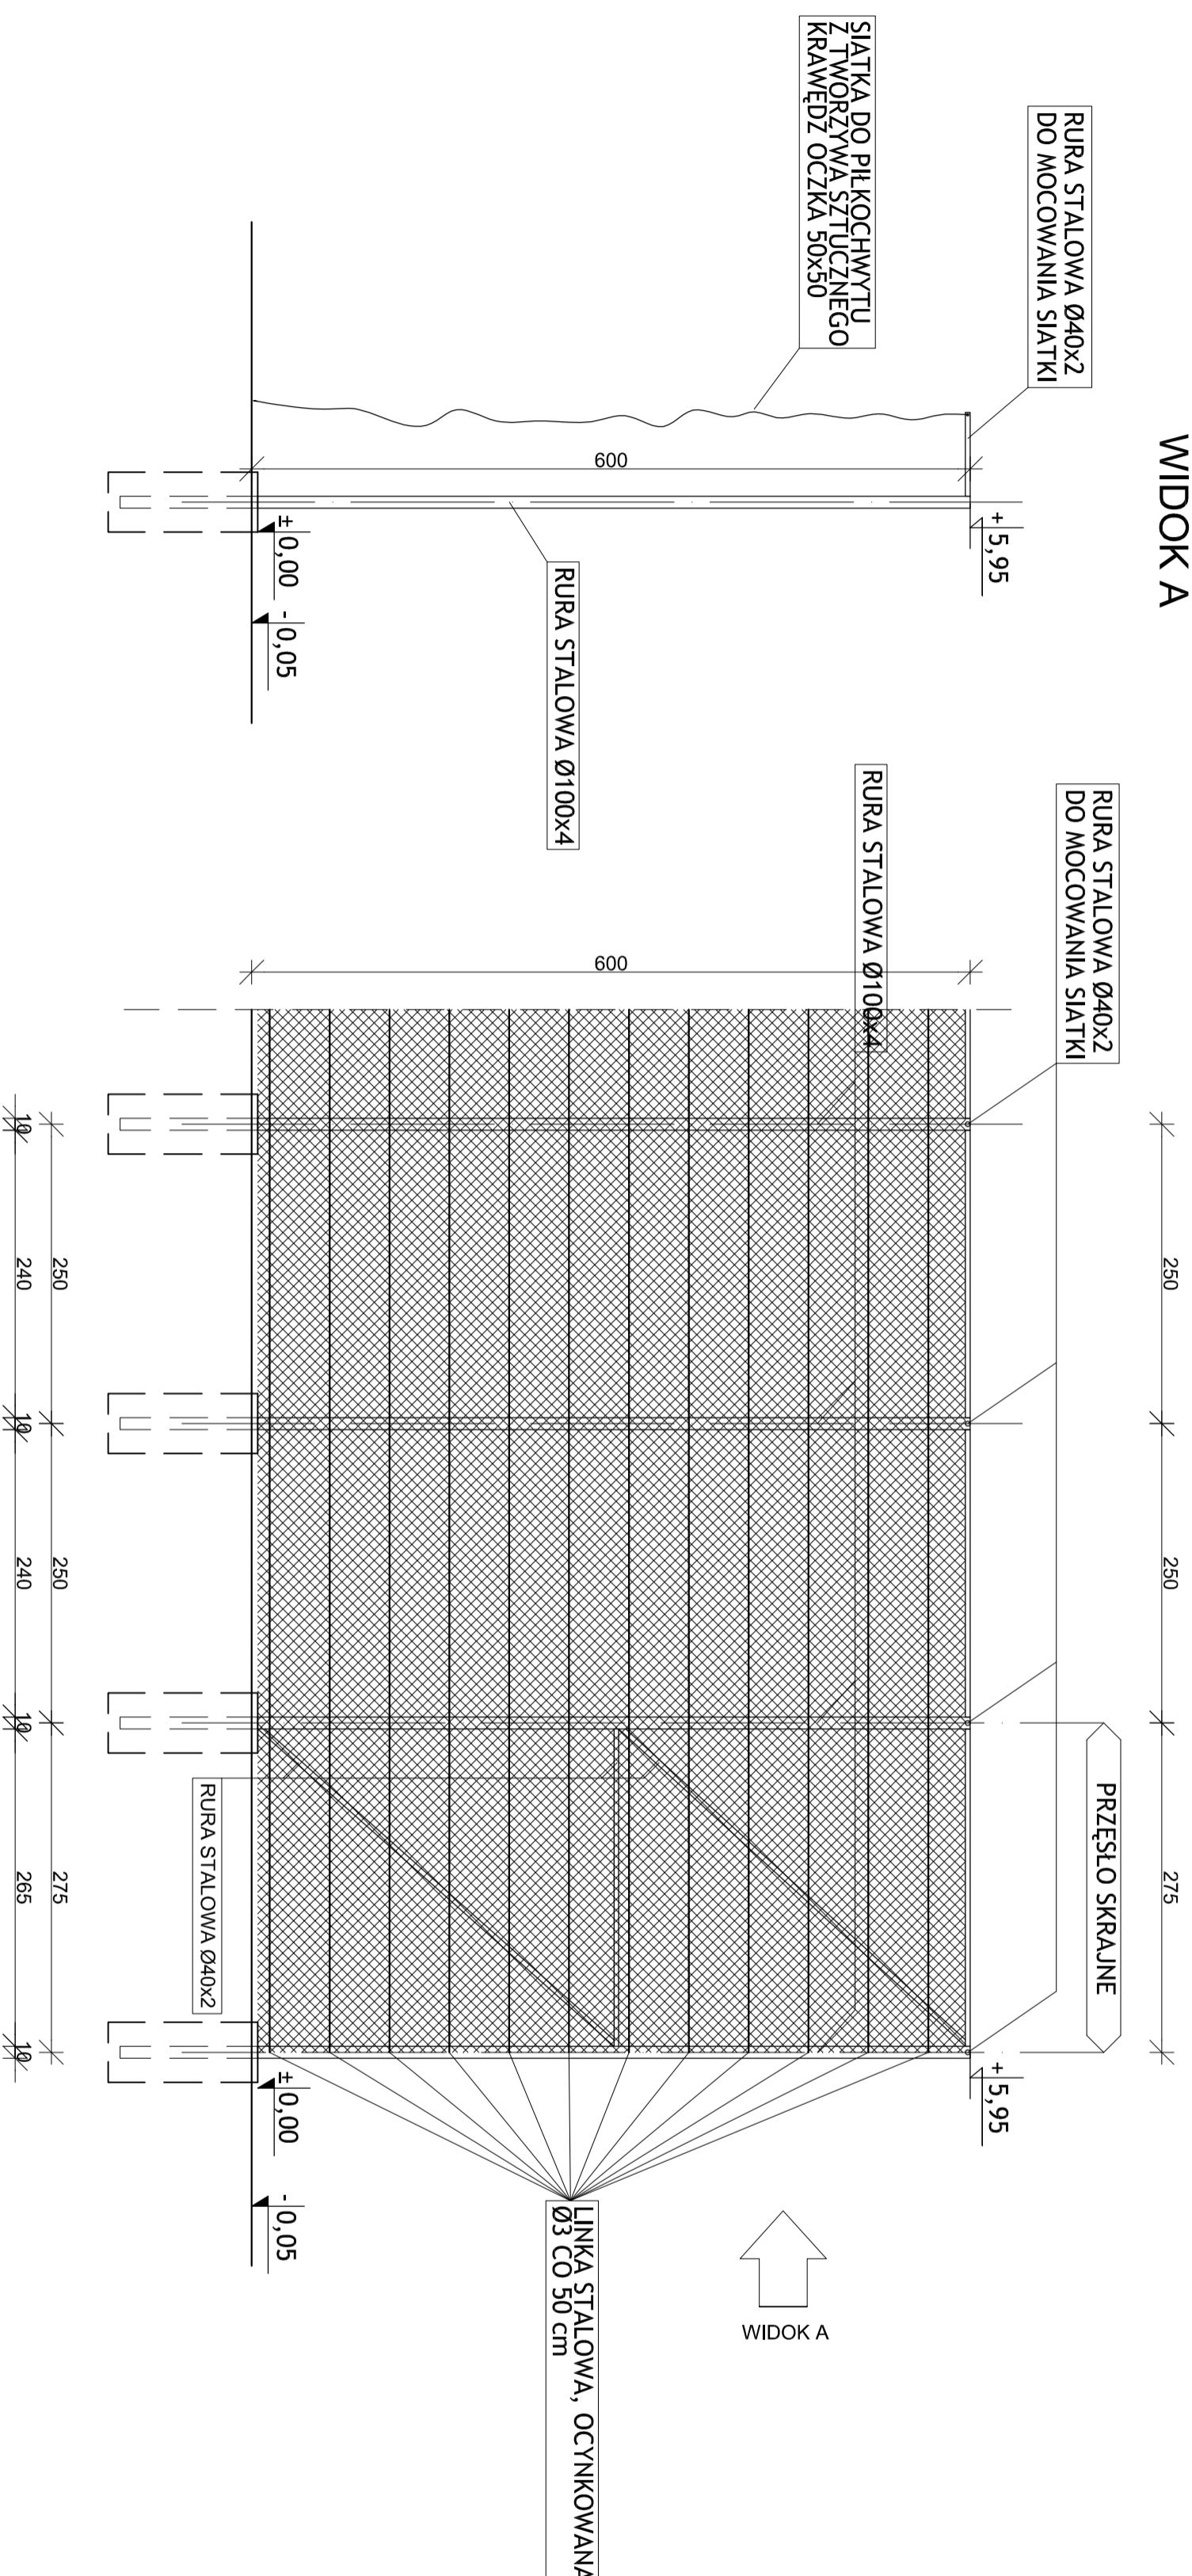 WIDOK A
RURA STALOWA Ø40x2
DO MOCOWANIA SIATKI
SIATKA DO PIŁKOCHWYTU
Z TWORZYWA SZTUCZNEGO
KRAWĘDŹ OCZKA 50x50
600
+ 5,95
± 0,00
- 0,05
RURA STALOWA Ø100x4
RURA STALOWA Ø40x2
DO MOCOWANIA SIATKI
RURA STALOWA Ø100x4
600
250
250
275
PRZĘSŁO SKRAJNE
+ 5,95
± 0,00
- 0,05
RURA STALOWA Ø40x2
LINKA STALOWA, OCYNKOWANA
Ø3 CO 50 cm
WIDOK A
250
250
275
10
240
10
240
10
265
10